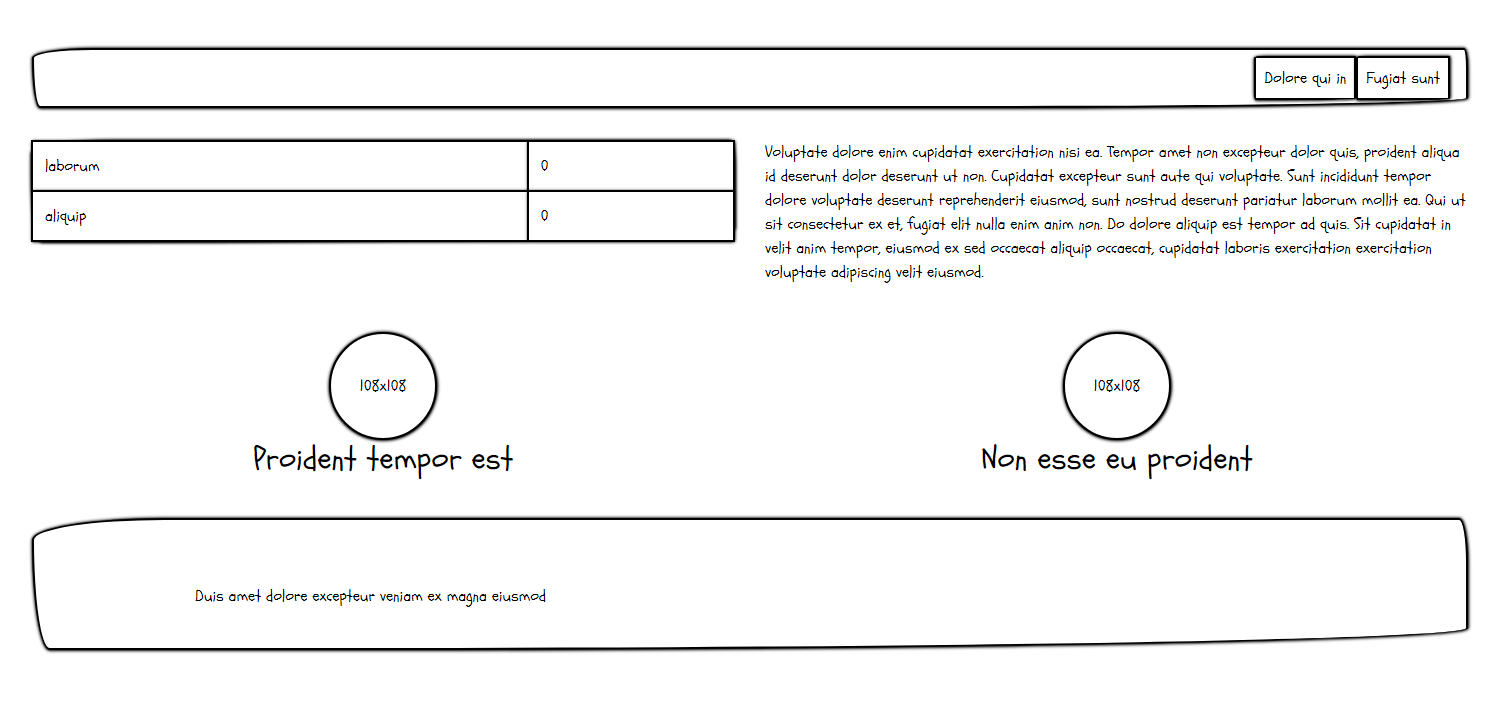 Dolore qui in Fugiat sunt
laborum 0
aliquip 0
Voluptate dolore enim cupidatat exercitation nisi ea. Tempor amet non excepteur dolor quis, proident aliqua
id deserunt dolor deserunt ut non. Cupidatat excepteur sunt aute qui voluptate. Sunt incididunt tempor
dolore voluptate deserunt reprehenderit eiusmod, sunt nostrud deserunt pariatur laborum mollit ea. Qui ut
sit consectetur ex et, fugiat elit nulla enim anim non. Do dolore aliquip est tempor ad quis. Sit cupidatat in
velit anim tempor, eiusmod ex sed occaecat aliquip occaecat, cupidatat laboris exercitation exercitation
voluptate adipiscing velit eiusmod.
108x108
Proident tempor est
108x108
Non esse eu proident
Duis amet dolore excepteur veniam ex magna eiusmod